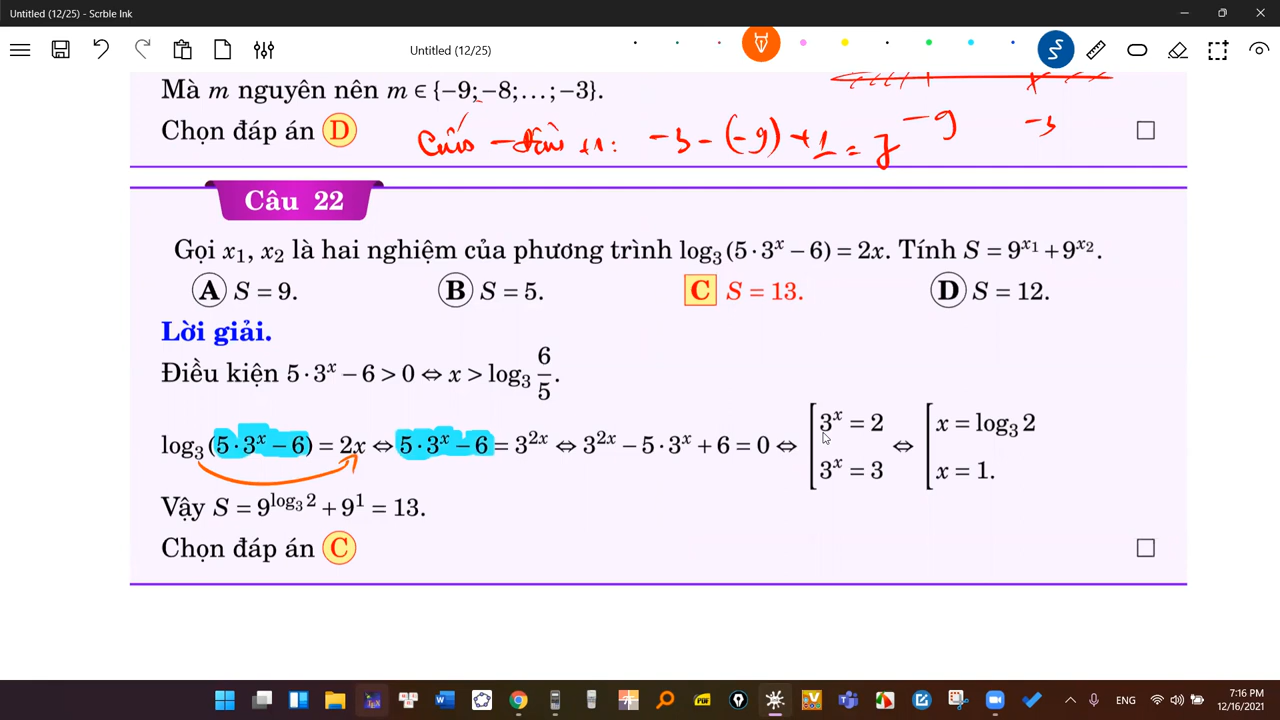 Untitled (12/25) - Scrble Ink
Untitled (12/25)
Mà m nguyên nên m ∈ {−9;−8;…;−3}.
Chọn đáp án D
Cuối − đầu +1: −3 − (−9) + 1 = 7
−9 −3
Câu 22
Gọi x₁, x₂ là hai nghiệm của phương trình log₃(5·3ˣ − 6) = 2x. Tính S = 9^{x₁} + 9^{x₂}.
A S = 9. B S = 5. C S = 13. D S = 12.
Lời giải.
Điều kiện 5·3ˣ − 6 > 0 ⇔ x > log₃ 6/5.
log₃(5·3ˣ − 6) = 2x ⇔ 5·3ˣ − 6 = 3^{2x} ⇔ 3^{2x} − 5·3ˣ + 6 = 0 ⇔ [3ˣ = 2 3ˣ = 3 ⇔ [x = log₃ 2 x = 1.
Vậy S = 9^{log₃ 2} + 9¹ = 13.
Chọn đáp án C
ENG
7:16 PM
12/16/2021